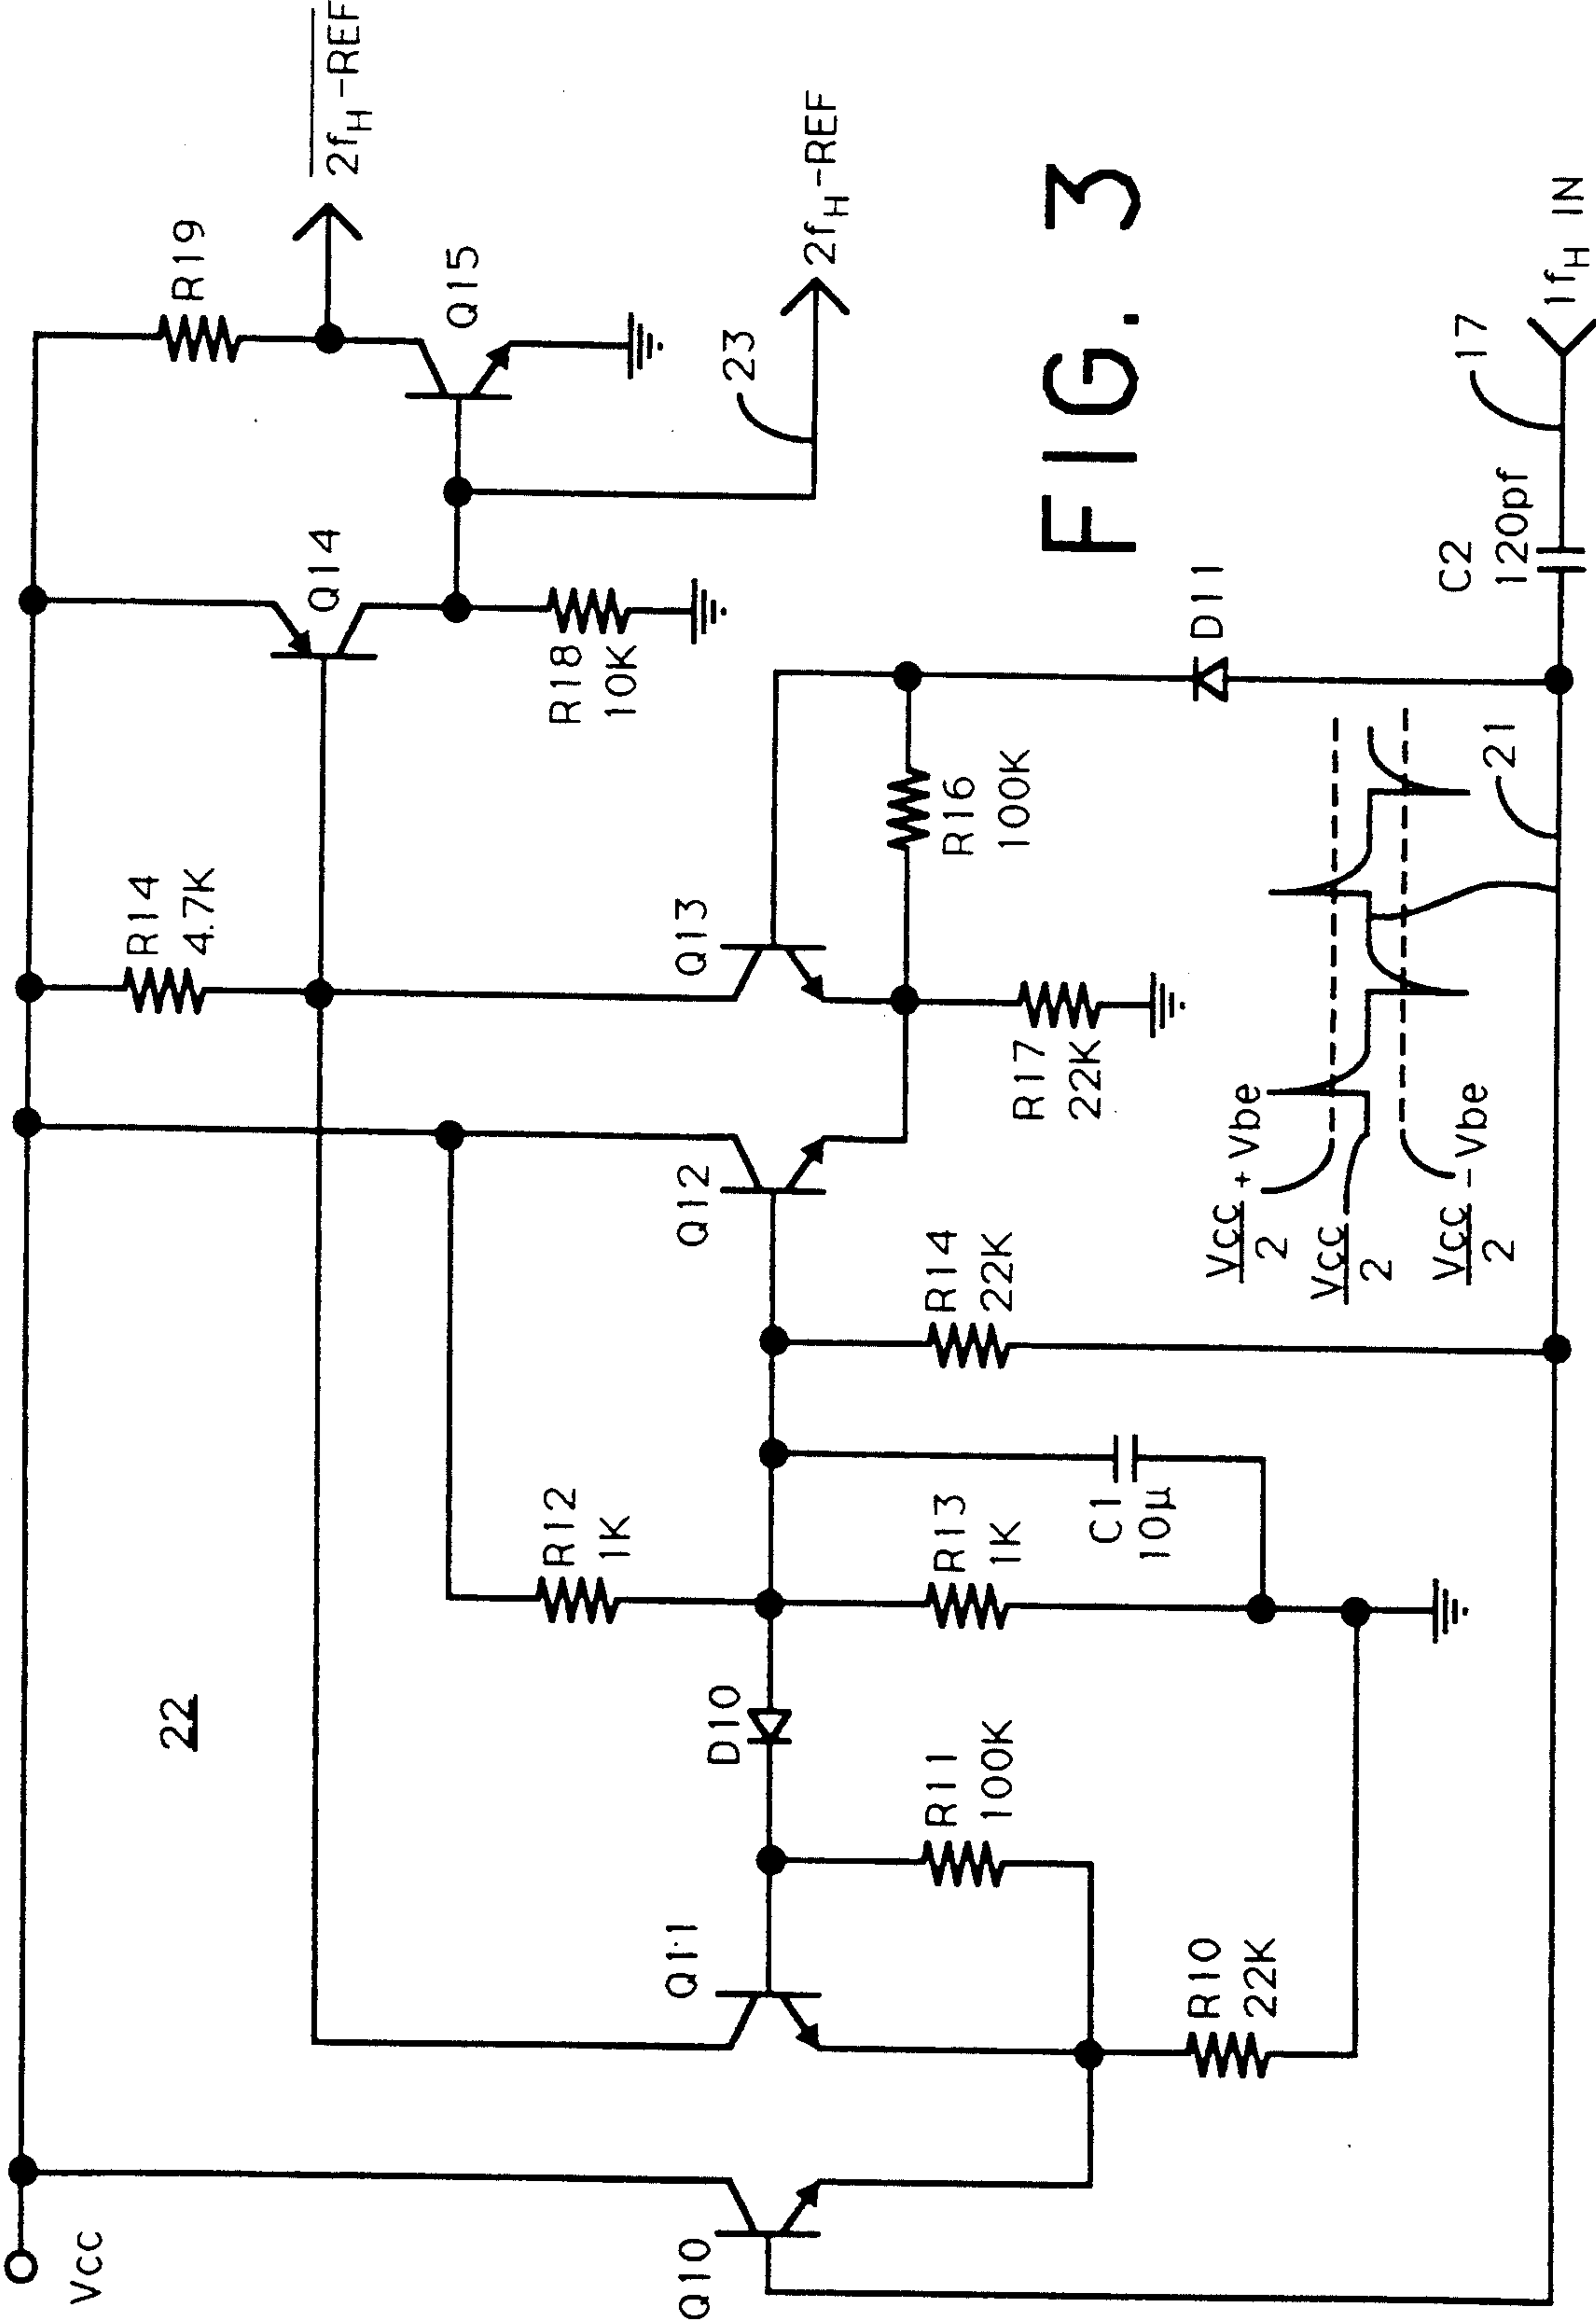 VCC
22
R14
4.7K
R19
2fH-REF
Q14
Q15
R18
10K
23
2fH-REF
R12
1K
Q10
Q11
D10
Q12
Q13
R11
100K
R13
1K
R14
22K
R16
100K
R17
22K
C1
10µ
R10
22K
D11
Vcc/2 + Vbe
Vcc/2
Vcc/2 - Vbe
21
C2
120pf
17
1fH IN
FIG. 3